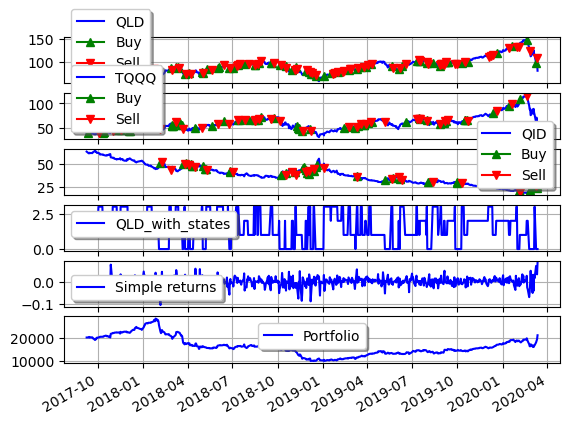 QLD
Buy
Sell
150
100
TQQQ
Buy
Sell
100
50
QID
Buy
Sell
50
25
QLD_with_states
2.5
0.0
Simple returns
0.0
−0.1
Portfolio
20000
10000
2017-10
2018-01
2018-04
2018-07
2018-10
2019-01
2019-04
2019-07
2019-10
2020-01
2020-04